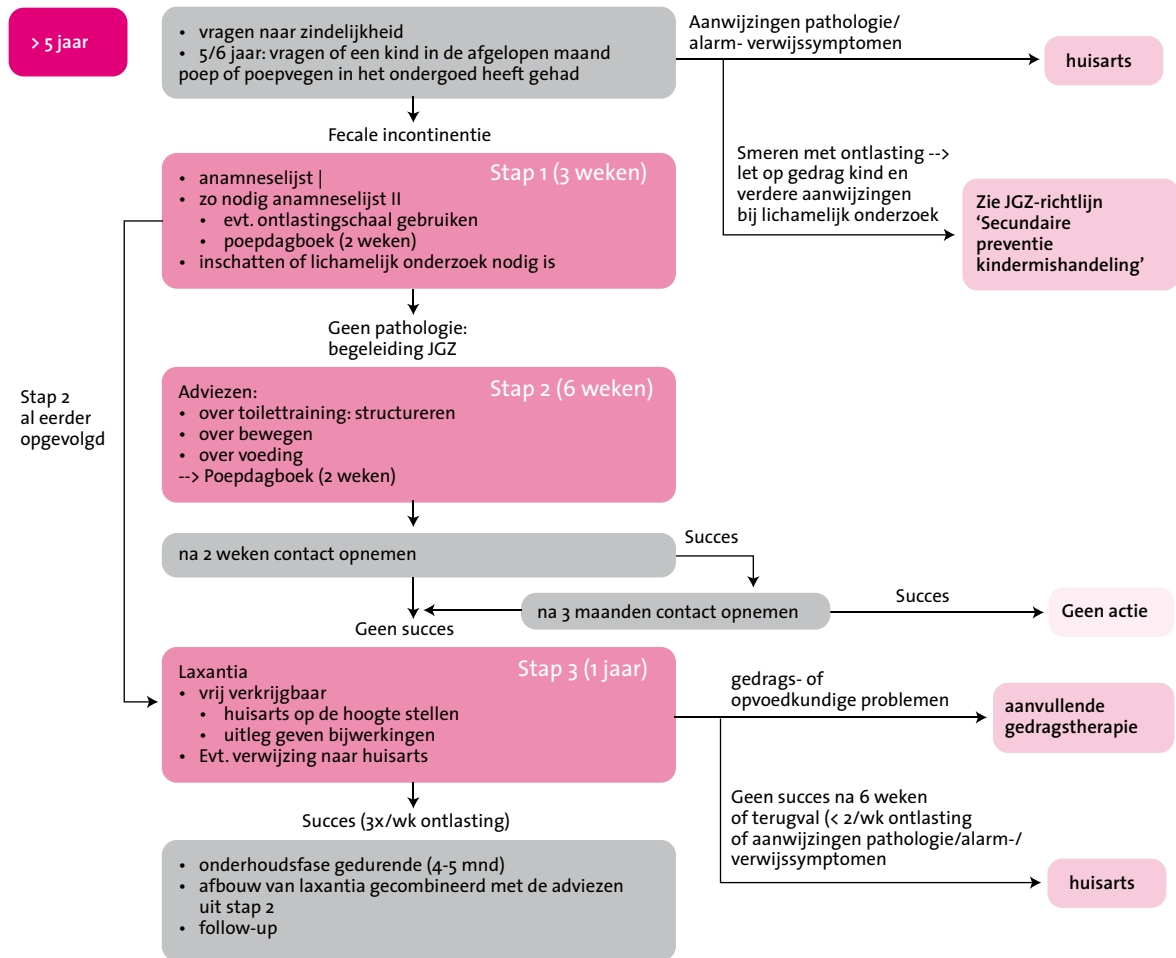 > 5 jaar
• vragen naar zindelijkheid
• 5/6 jaar: vragen of een kind in de afgelopen maand
poep of poepvegen in het ondergoed heeft gehad
Aanwijzingen pathologie/
alarm- verwijssymptomen
huisarts
Fecale incontinentie
Smeren met ontlasting -->
let op gedrag kind en
verdere aanwijzingen
bij lichamelijk onderzoek
Zie JGZ-richtlijn
‘Secundaire
preventie
kindermishandeling’
Stap 1 (3 weken)
• anamneselijst |
• zo nodig anamneselijst II
• evt. ontlastingschaal gebruiken
• poepdagboek (2 weken)
• inschatten of lichamelijk onderzoek nodig is
Geen pathologie:
begeleiding JGZ
Stap 2
al eerder
opgevolgd
Stap 2 (6 weken)
Adviezen:
• over toilettraining: structureren
• over bewegen
• over voeding
--> Poepdagboek (2 weken)
na 2 weken contact opnemen
Succes
na 3 maanden contact opnemen
Succes
Geen actie
Geen succes
Stap 3 (1 jaar)
Laxantia
• vrij verkrijgbaar
• huisarts op de hoogte stellen
• uitleg geven bijwerkingen
• Evt. verwijzing naar huisarts
gedrags- of
opvoedkundige problemen
aanvullende
gedragstherapie
Geen succes na 6 weken
of terugval (< 2/wk ontlasting
of aanwijzingen pathologie/alarm-/
verwijssymptomen
huisarts
Succes (3x/wk ontlasting)
• onderhoudsfase gedurende (4-5 mnd)
• afbouw van laxantia gecombineerd met de adviezen
uit stap 2
• follow-up